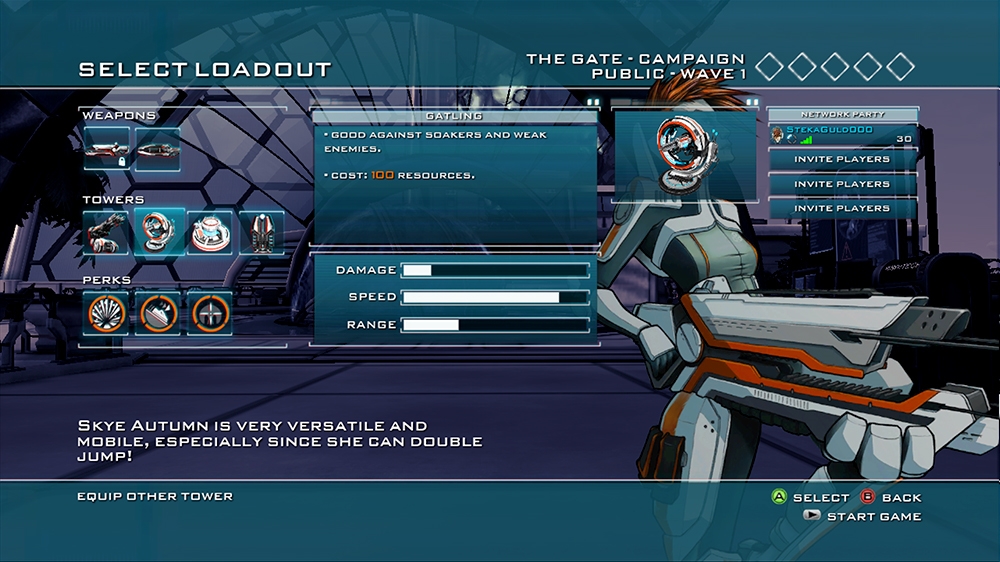 SELECT LOADOUT
THE GATE - CAMPAIGN
PUBLIC - WAVE 1
WEAPONS
TOWERS
PERKS
GATLING
• GOOD AGAINST SOAKERS AND WEAK
ENEMIES.
• COST: 100 RESOURCES.
DAMAGE
SPEED
RANGE
NETWORK PARTY
STEKAGULD000
30
INVITE PLAYERS
INVITE PLAYERS
INVITE PLAYERS
SKYE AUTUMN IS VERY VERSATILE AND
MOBILE, ESPECIALLY SINCE SHE CAN DOUBLE
JUMP!
EQUIP OTHER TOWER
A SELECT B BACK
START GAME